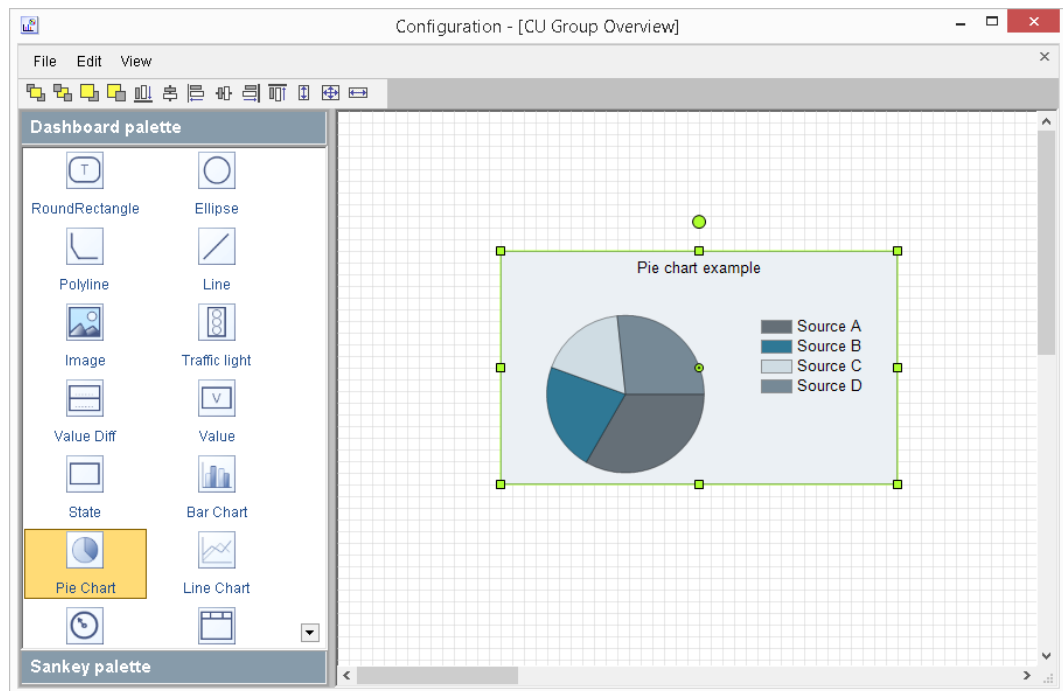 Configuration - [CU Group Overview]
File Edit View
Dashboard palette
T
RoundRectangle Ellipse
Polyline Line
Image Traffic light
V
Value Diff Value
State Bar Chart
Pie Chart Line Chart
Sankey palette
Pie chart example
Source A
Source B
Source C
Source D